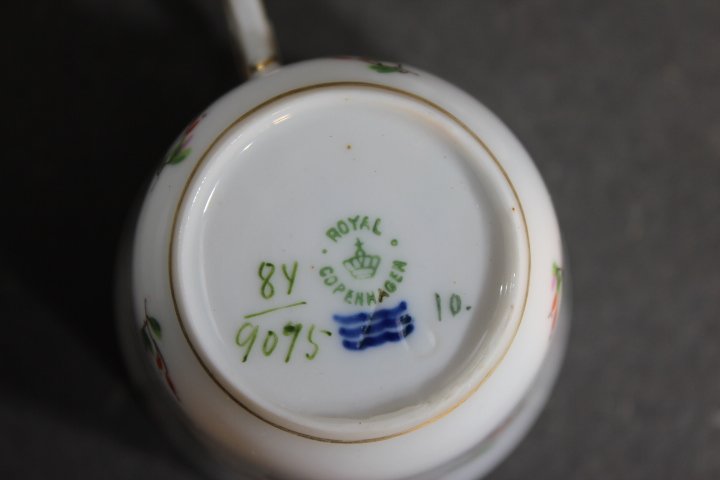 ROYAL
COPENHAGEN
84
9075
10.